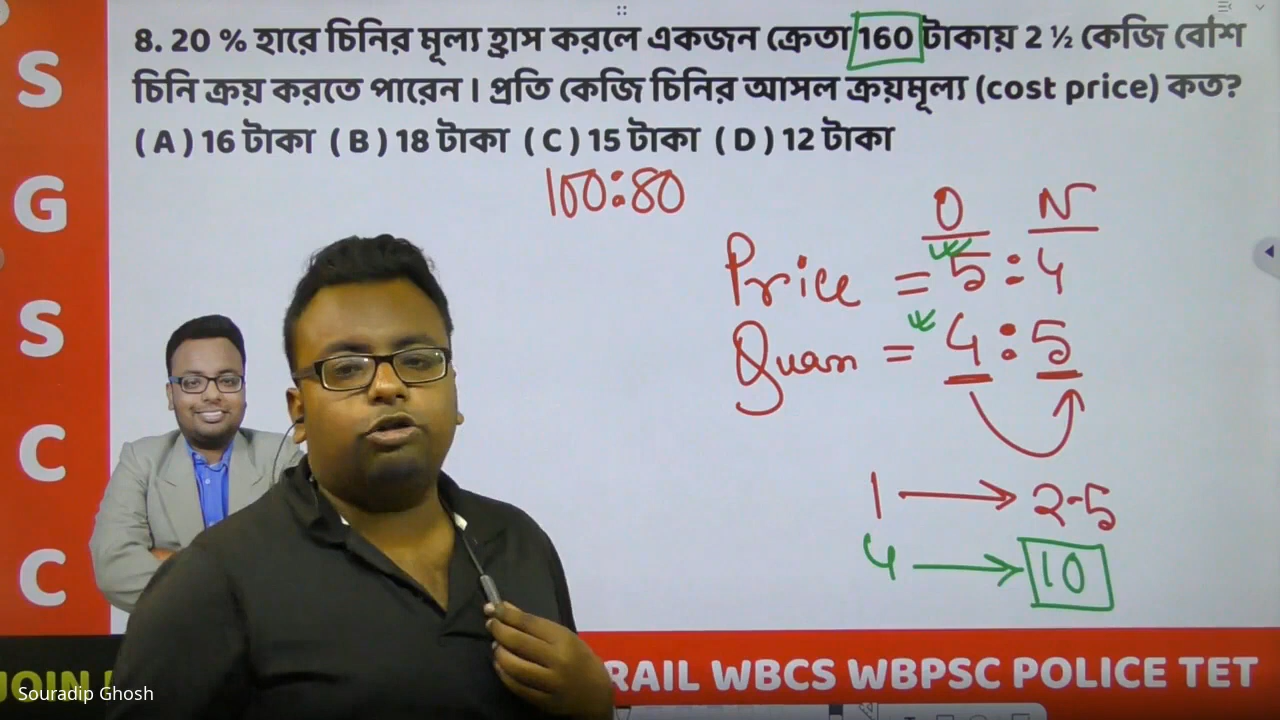 8. 20 % হারে চিনির মূল্য হ্রাস করলে একজন ক্রেতা 160 টাকায় 2 ½ কেজি বেশি
চিনি ক্রয় করতে পারেন । প্রতি কেজি চিনির আসল ক্রয়মূল্য (cost price) কত?
( A ) 16 টাকা ( B ) 18 টাকা ( C ) 15 টাকা ( D ) 12 টাকা
100:80
O N
Price = 5 : 4
Quan = 4 : 5
1 → 2.5
4 → 10
S
G
S
C
C
JOIN
RAIL WBCS WBPSC POLICE TET
Souradip Ghosh